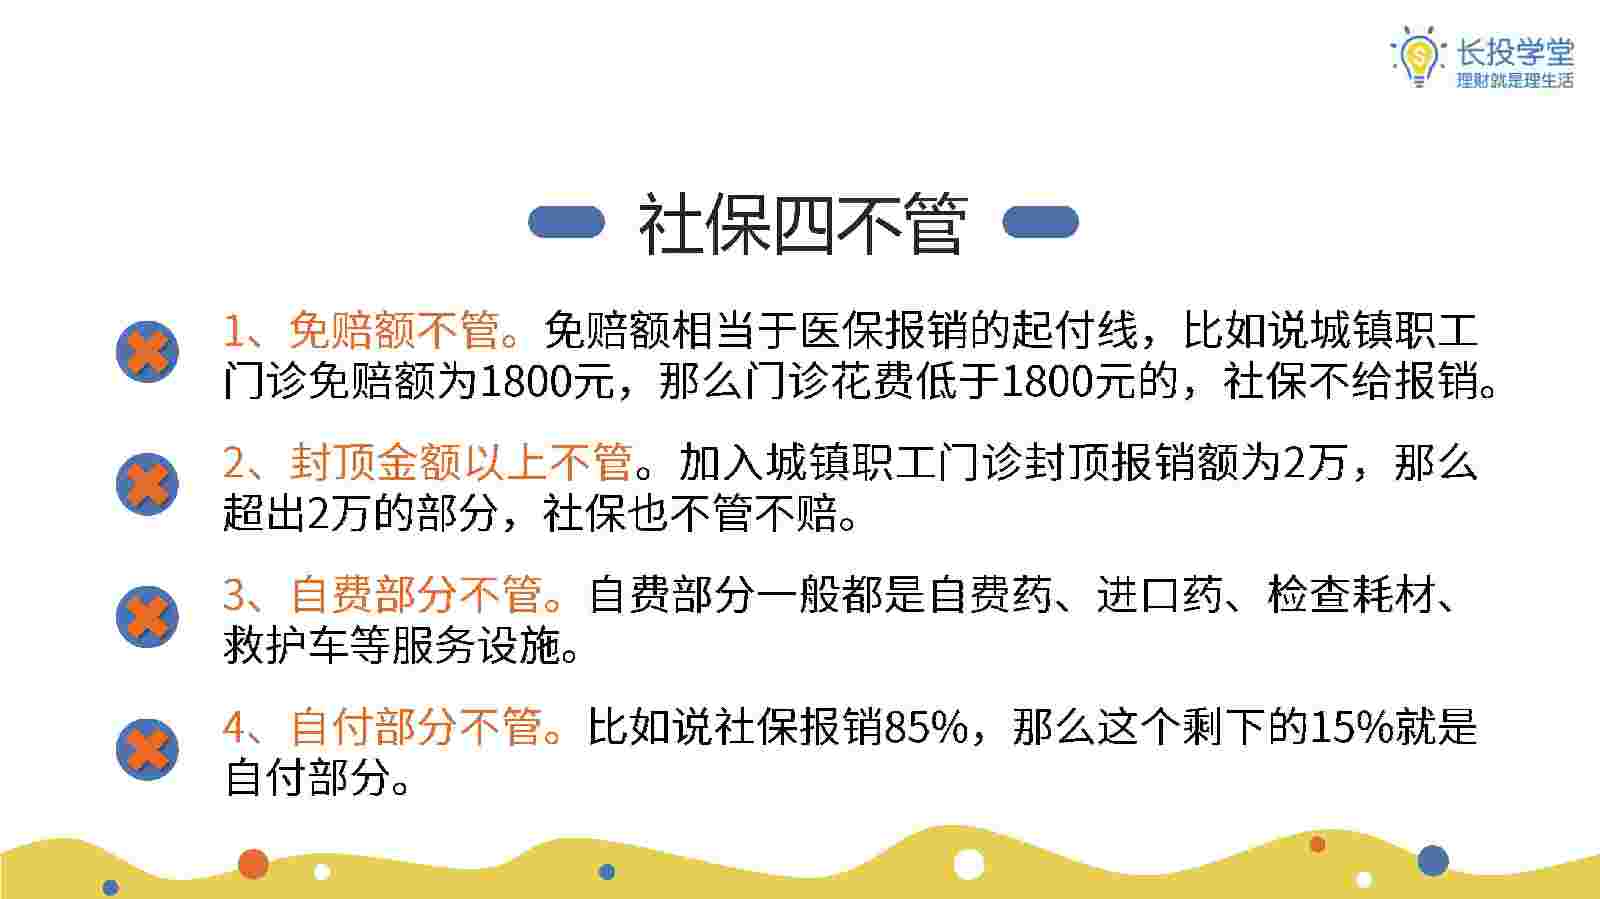 长投学堂
理财就是理生活
社保四不管
1、免赔额不管。免赔额相当于医保报销的起付线，比如说城镇职工
门诊免赔额为1800元，那么门诊花费低于1800元的，社保不给报销。
2、封顶金额以上不管。加入城镇职工门诊封顶报销额为2万，那么
超出2万的部分，社保也不管不赔。
3、自费部分不管。自费部分一般都是自费药、进口药、检查耗材、
救护车等服务设施。
4、自付部分不管。比如说社保报销85%，那么这个剩下的15%就是
自付部分。